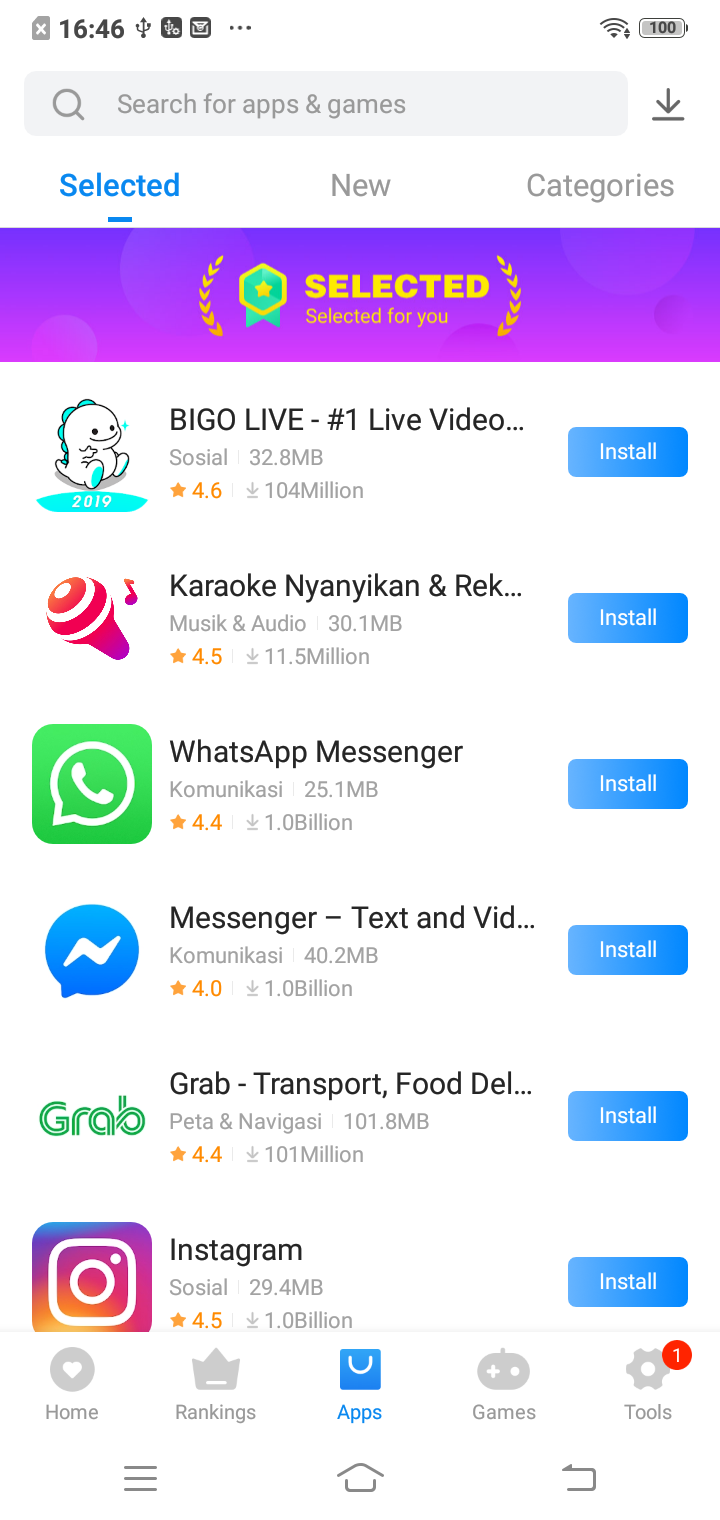 16:46
100
Search for apps & games
Selected
New
Categories
SELECTED
Selected for you
2019
BIGO LIVE - #1 Live Video...
Sosial
32.8MB
4.6
104Million
Install
Karaoke Nyanyikan & Rek...
Musik & Audio
30.1MB
4.5
11.5Million
Install
WhatsApp Messenger
Komunikasi
25.1MB
4.4
1.0Billion
Install
Messenger – Text and Vid...
Komunikasi
40.2MB
4.0
1.0Billion
Install
Grab
Grab - Transport, Food Del...
Peta & Navigasi
101.8MB
4.4
101Million
Install
Instagram
Sosial
29.4MB
4.5
1.0Billion
Install
Home
Rankings
Apps
Games
1
Tools